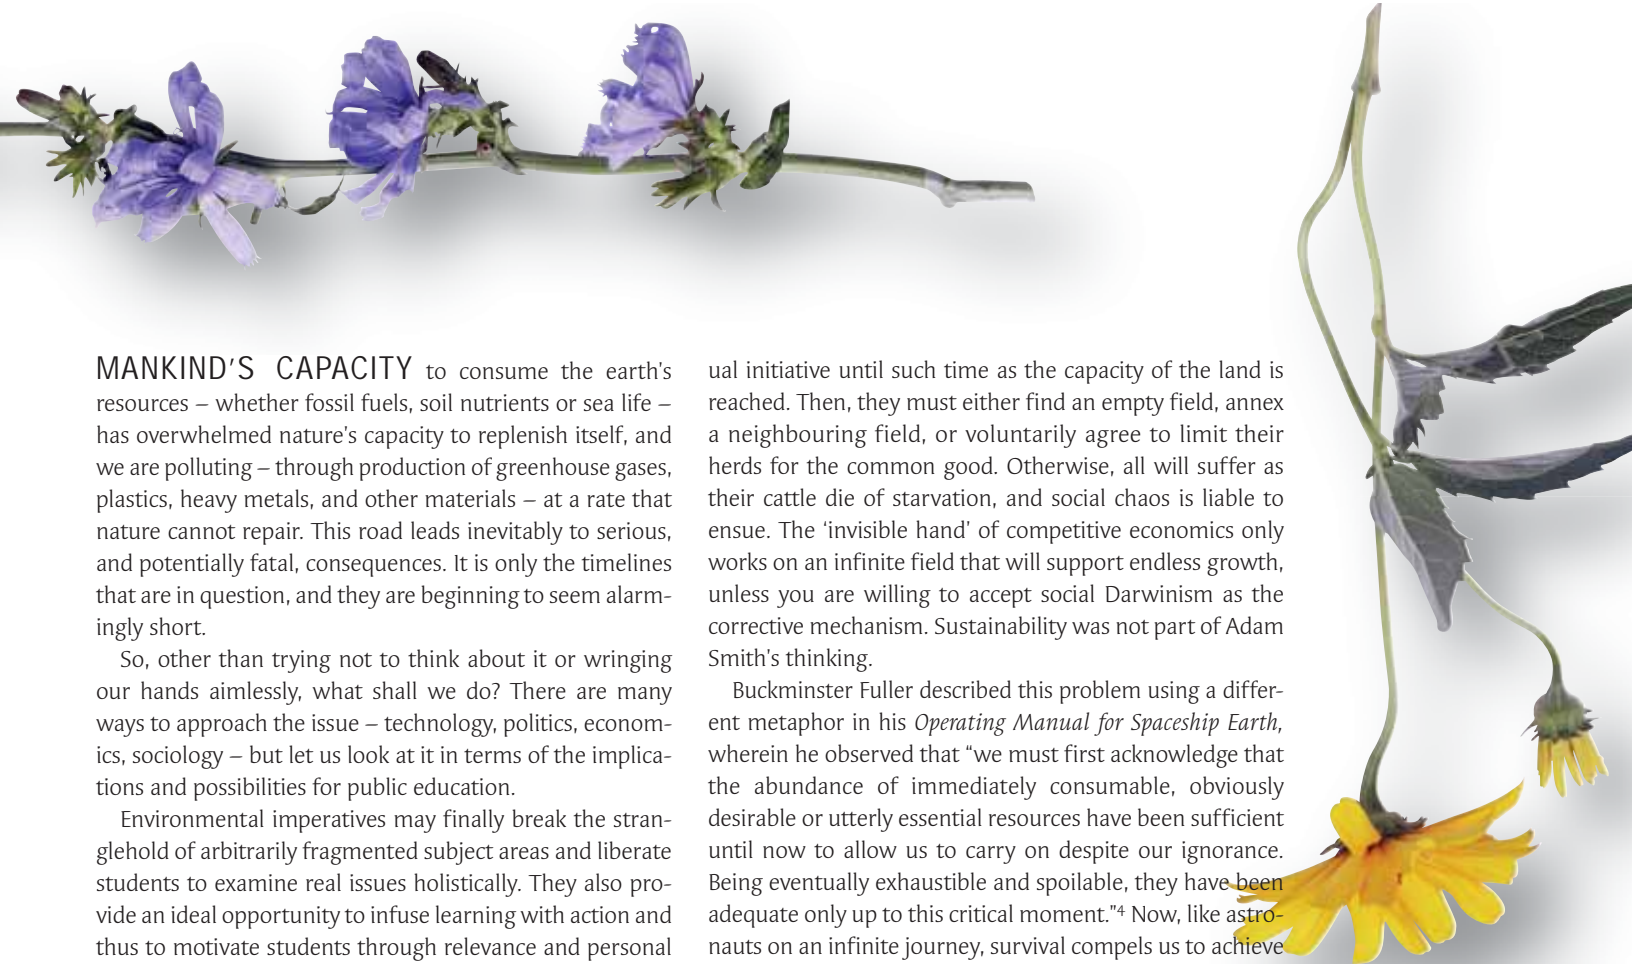 MANKIND'S CAPACITY to consume the earth's
resources – whether fossil fuels, soil nutrients or sea life –
has overwhelmed nature's capacity to replenish itself, and
we are polluting – through production of greenhouse gases,
plastics, heavy metals, and other materials – at a rate that
nature cannot repair. This road leads inevitably to serious,
and potentially fatal, consequences. It is only the timelines
that are in question, and they are beginning to seem alarm-
ingly short.
So, other than trying not to think about it or wringing
our hands aimlessly, what shall we do? There are many
ways to approach the issue – technology, politics, econom-
ics, sociology – but let us look at it in terms of the implica-
tions and possibilities for public education.
Environmental imperatives may finally break the stran-
glehold of arbitrarily fragmented subject areas and liberate
students to examine real issues holistically. They also pro-
vide an ideal opportunity to infuse learning with action and
thus to motivate students through relevance and personal
ual initiative until such time as the capacity of the land is
reached. Then, they must either find an empty field, annex
a neighbouring field, or voluntarily agree to limit their
herds for the common good. Otherwise, all will suffer as
their cattle die of starvation, and social chaos is liable to
ensue. The 'invisible hand' of competitive economics only
works on an infinite field that will support endless growth,
unless you are willing to accept social Darwinism as the
corrective mechanism. Sustainability was not part of Adam
Smith's thinking.
Buckminster Fuller described this problem using a differ-
ent metaphor in his Operating Manual for Spaceship Earth,
wherein he observed that “we must first acknowledge that
the abundance of immediately consumable, obviously
desirable or utterly essential resources have been sufficient
until now to allow us to carry on despite our ignorance.
Being eventually exhaustible and spoilable, they have been
adequate only up to this critical moment.”⁴ Now, like astro-
nauts on an infinite journey, survival compels us to achieve